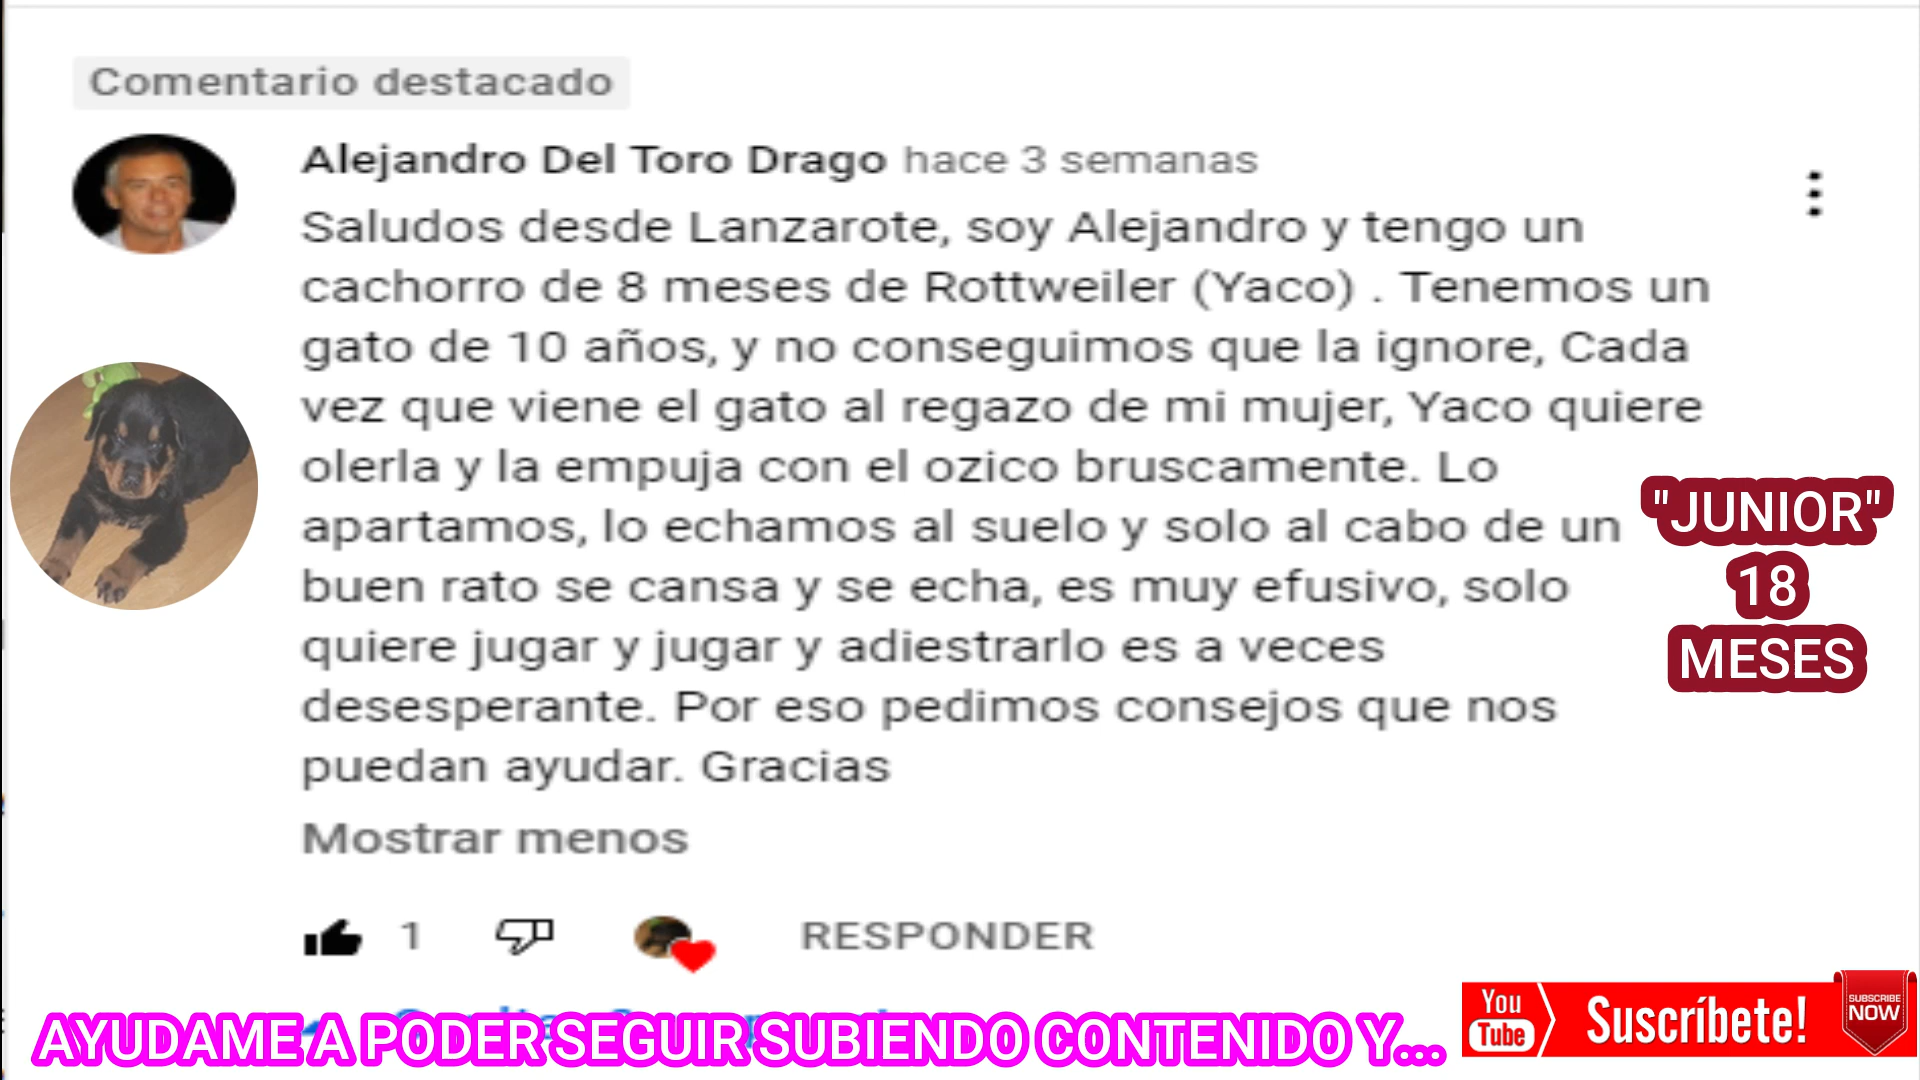 Comentario destacado
Alejandro Del Toro Drago hace 3 semanas
Saludos desde Lanzarote, soy Alejandro y tengo un
cachorro de 8 meses de Rottweiler (Yaco) . Tenemos un
gato de 10 años, y no conseguimos que la ignore, Cada
vez que viene el gato al regazo de mi mujer, Yaco quiere
olerla y la empuja con el ozico bruscamente. Lo
apartamos, lo echamos al suelo y solo al cabo de un
buen rato se cansa y se echa, es muy efusivo, solo
quiere jugar y jugar y adiestrarlo es a veces
desesperante. Por eso pedimos consejos que nos
puedan ayudar. Gracias
Mostrar menos
1
RESPONDER
"JUNIOR"
18
MESES
AYUDAME A PODER SEGUIR SUBIENDO CONTENIDO Y...
You
Tube
Suscríbete!
SUBSCRIBE
NOW